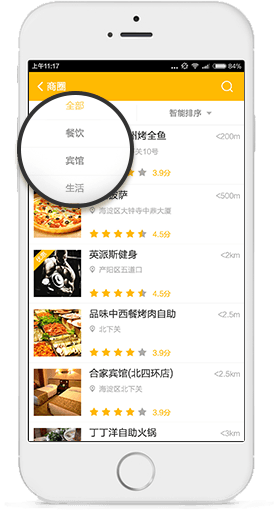 上午11:17
84%
商圈
全部
智能排序
餐饮
州烤全鱼
<200m
芙10号
宾馆
3.9分
生活
披萨
<500m
海淀区大钟寺中鼎大厦
4.5分
英派斯健身
<2km
产阳区五道口
4.5分
品味中西餐烤肉自助
<2.5m
北下关
3.9分
合家宾馆(北四环店)
<2.5km
海淀区北下关
3.9分
丁丁洋自助火锅
<3km